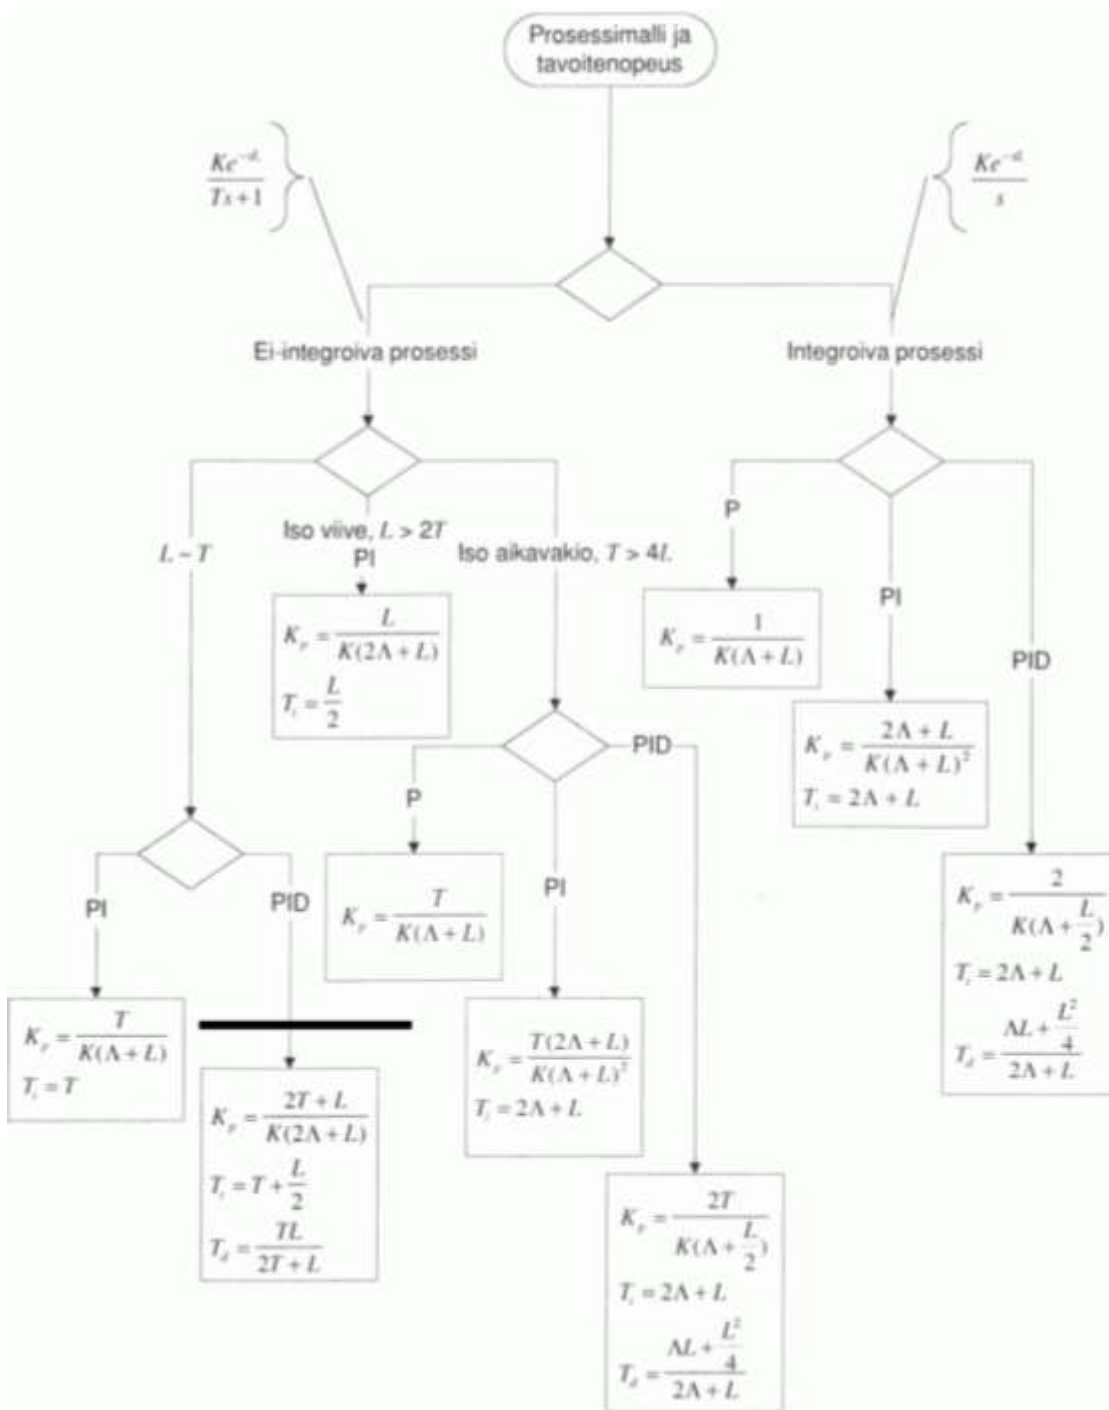 Prosessimalli ja
tavoitenopeus
Ke^{-sL}
Ts+1
Ke^{-sL}
s
Ei-integroiva prosessi
Integroiva prosessi
L ~ T
Iso viive, L > 2T
PI
Iso aikavakio, T > 4L
P
PI
PID
K_p = L / K(2Λ + L)
T_i = L / 2
K_p = 1 / K(Λ + L)
K_p = (2Λ + L) / K(Λ + L)^2
T_i = 2Λ + L
PID
P
PI
PI
PID
K_p = T / K(Λ + L)
K_p = 2 / K(Λ + L/2)
T_i = 2Λ + L
T_d = (ΛL + L^2/4) / (2Λ + L)
K_p = T / K(Λ + L)
T_i = T
K_p = (2T + L) / K(2Λ + L)
T_i = T + L/2
T_d = TL / (2T + L)
K_p = T(2Λ + L) / K(Λ + L)^2
T_i = 2Λ + L
K_p = 2T / K(Λ + L/2)
T_i = 2Λ + L
T_d = (ΛL + L^2/4) / (2Λ + L)